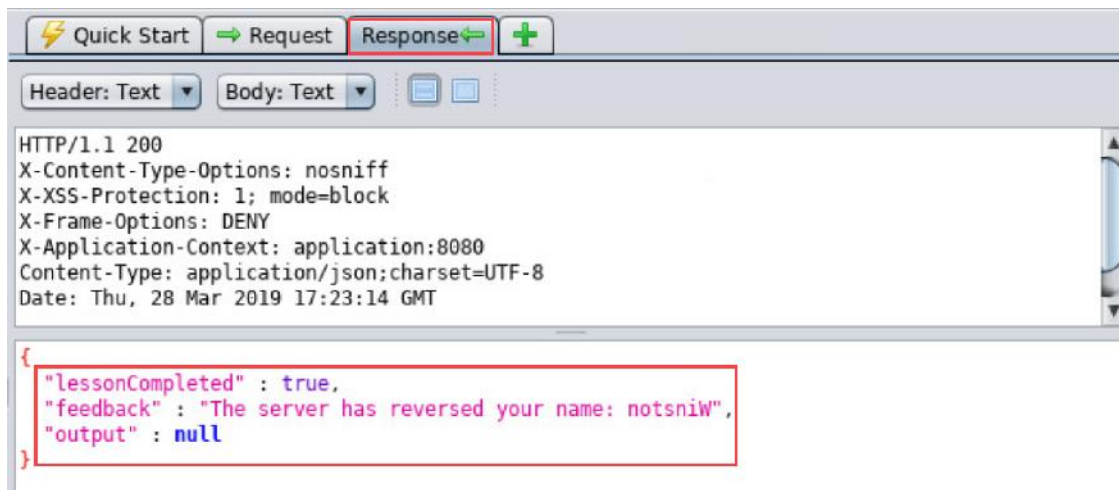 Quick Start Request Response
Header: Text Body: Text
HTTP/1.1 200
X-Content-Type-Options: nosniff
X-XSS-Protection: 1; mode=block
X-Frame-Options: DENY
X-Application-Context: application:8080
Content-Type: application/json;charset=UTF-8
Date: Thu, 28 Mar 2019 17:23:14 GMT
{
"lessonCompleted" : true,
"feedback" : "The server has reversed your name: notsniW",
"output" : null
}